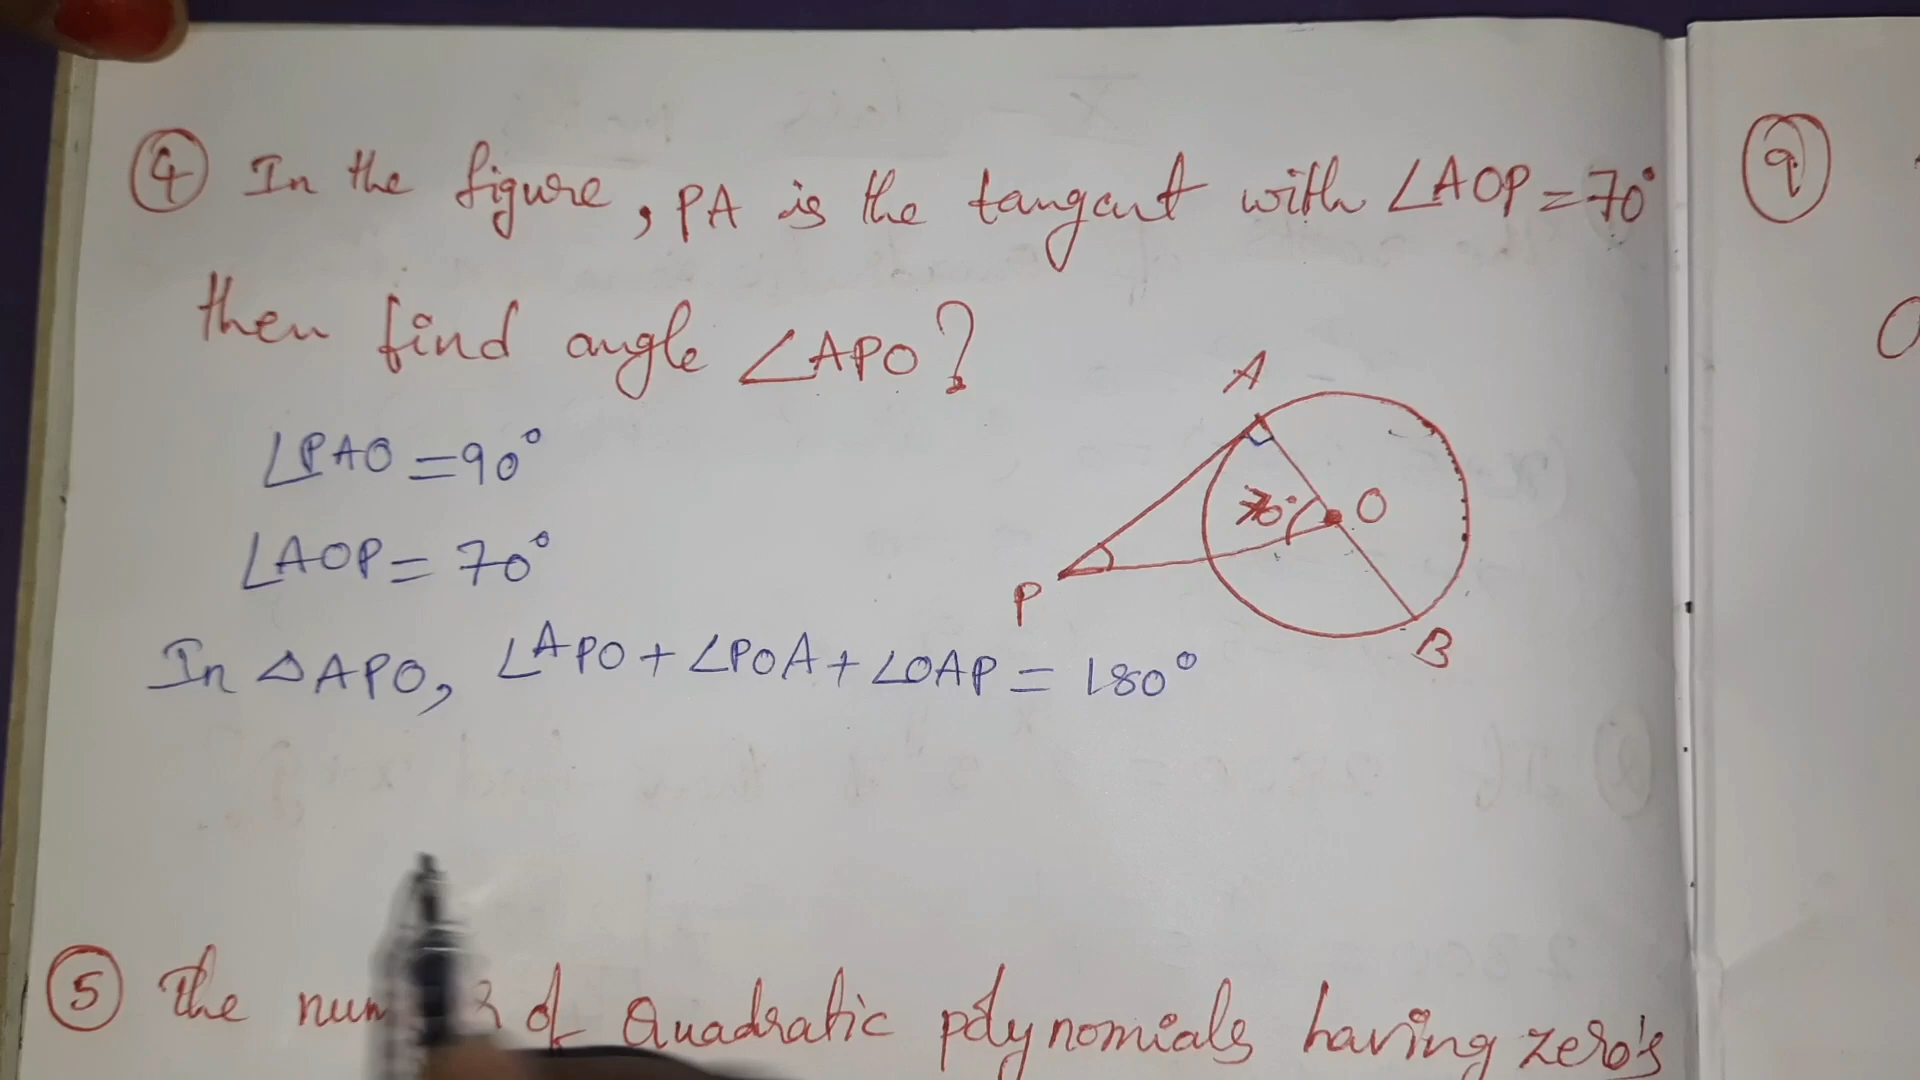 ④ In the figure, PA is the tangent with ∠AOP = 70°
then find angle ∠APO?
∠PAO = 90°
∠AOP = 70°
In △APO, ∠APO + ∠POA + ∠OAP = 180°
A
70°
O
P
B
⑤ The of Quadratic polynomials having zero's
⑨